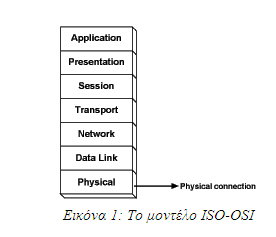 Application
Presentation
Session
Transport
Network
Data Link
Physical
Physical connection
Εικόνα 1: Το μοντέλο ISO-OSI